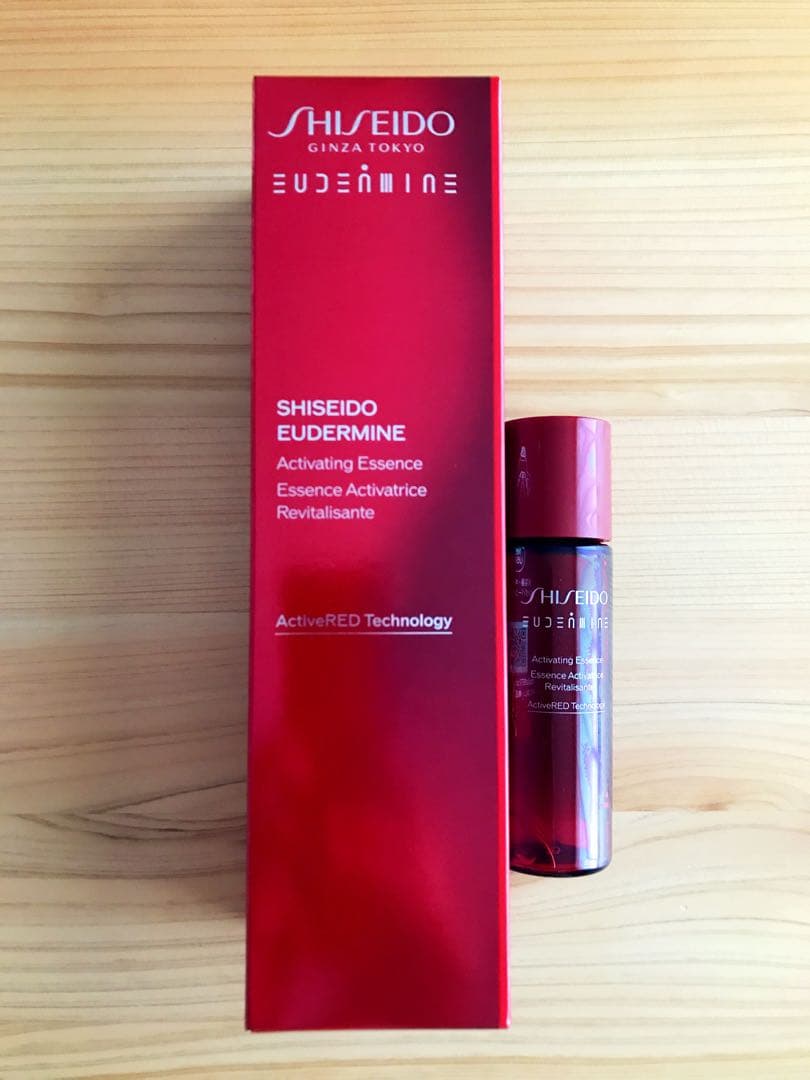 SHISEIDO
GINZA TOKYO
EUDERMINE
SHISEIDO
EUDERMINE
Activating Essence
Essence Activatrice
Revitalisante
ActiveRED Technology
SHISEIDO
EUDERMINE
Activating Essence
Essence Activatrice
Revitalisante
ActiveRED Technology